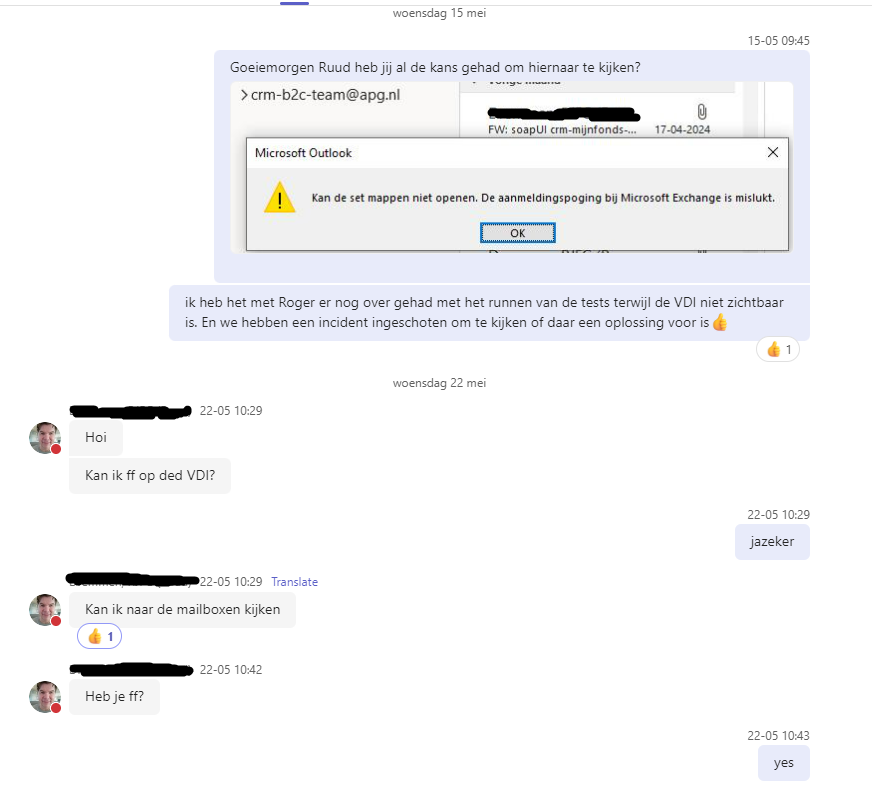 woensdag 15 mei
15-05 09:45
Goeiemorgen Ruud heb jij al de kans gehad om hiernaar te kijken?
crm-b2c-team@apg.nl
FW: soapUI crm-mijnfonds-... 17-04-2024
Microsoft Outlook
Kan de set mappen niet openen. De aanmeldingspoging bij Microsoft Exchange is mislukt.
OK
ik heb het met Roger er nog over gehad met het runnen van de tests terwijl de VDI niet zichtbaar
is. En we hebben een incident ingeschoten om te kijken of daar een oplossing voor is👍
👍 1
woensdag 22 mei
22-05 10:29
Hoi
Kan ik ff op ded VDI?
22-05 10:29
jazeker
22-05 10:29 Translate
Kan ik naar de mailboxen kijken
👍 1
22-05 10:42
Heb je ff?
22-05 10:43
yes